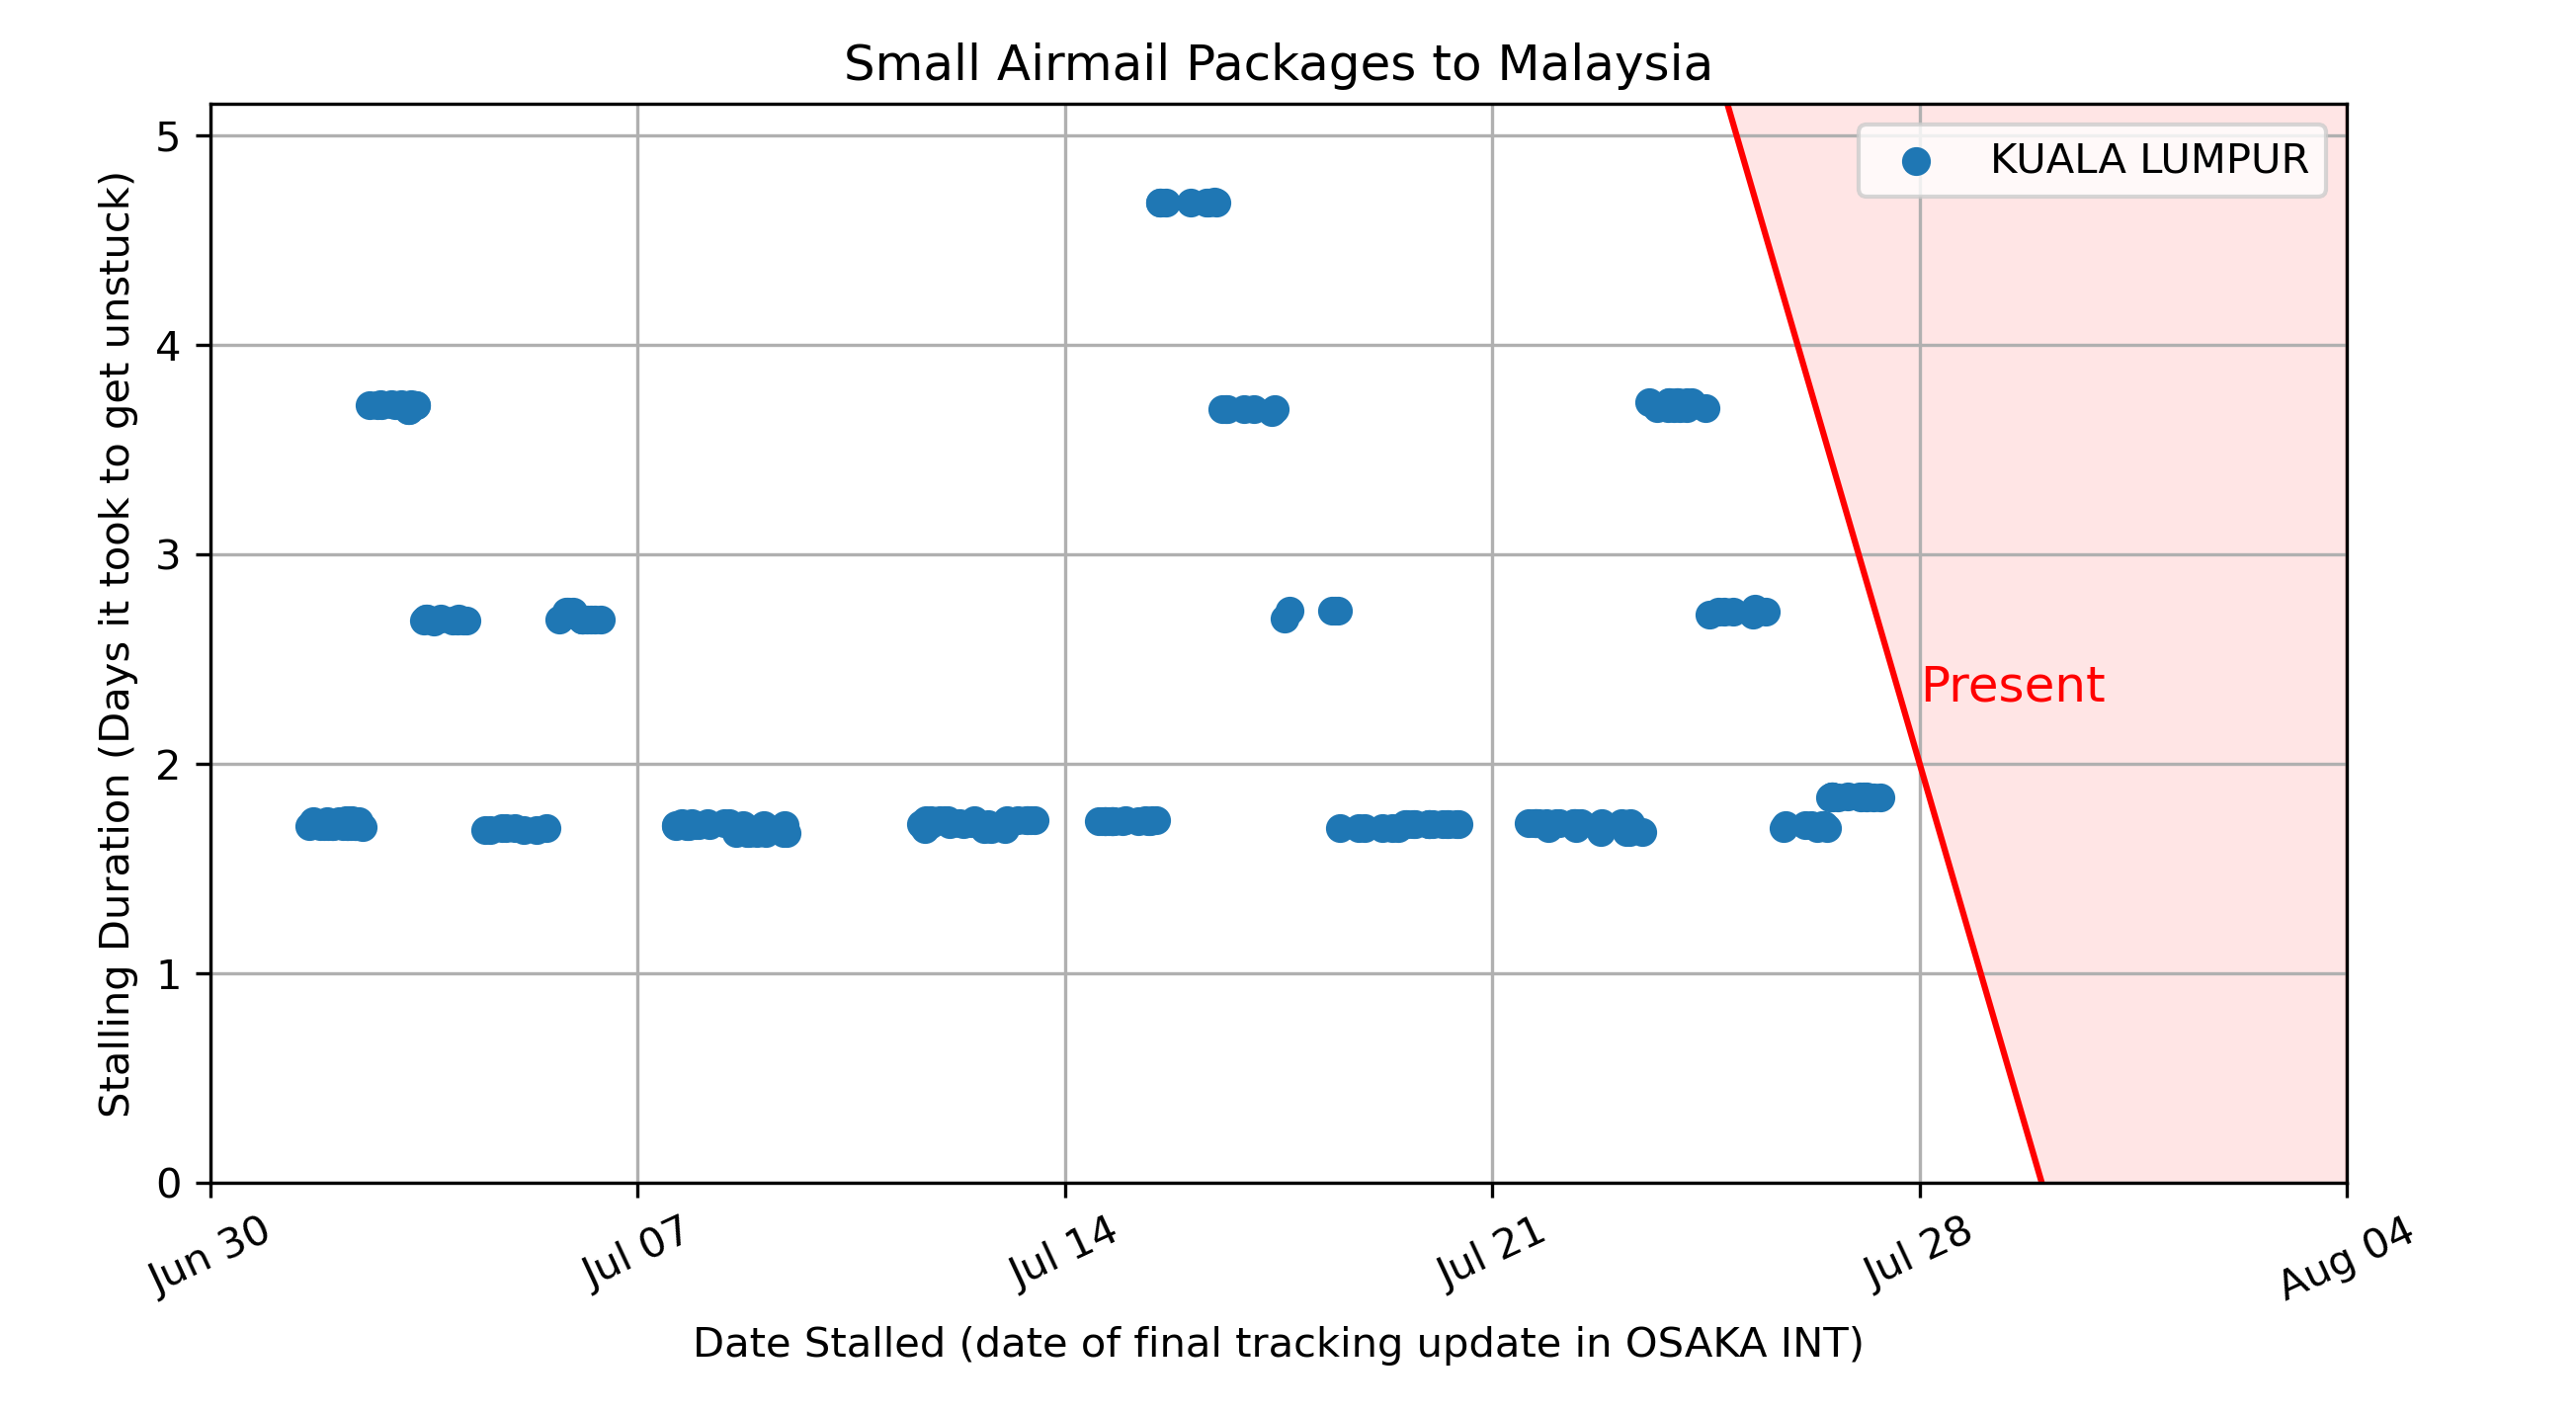 Small Airmail Packages to Malaysia
Stalling Duration (Days it took to get unstuck)
5
4
3
2
1
0
KUALA LUMPUR
Present
Jun 30
Jul 07
Jul 14
Jul 21
Jul 28
Aug 04
Date Stalled (date of final tracking update in OSAKA INT)